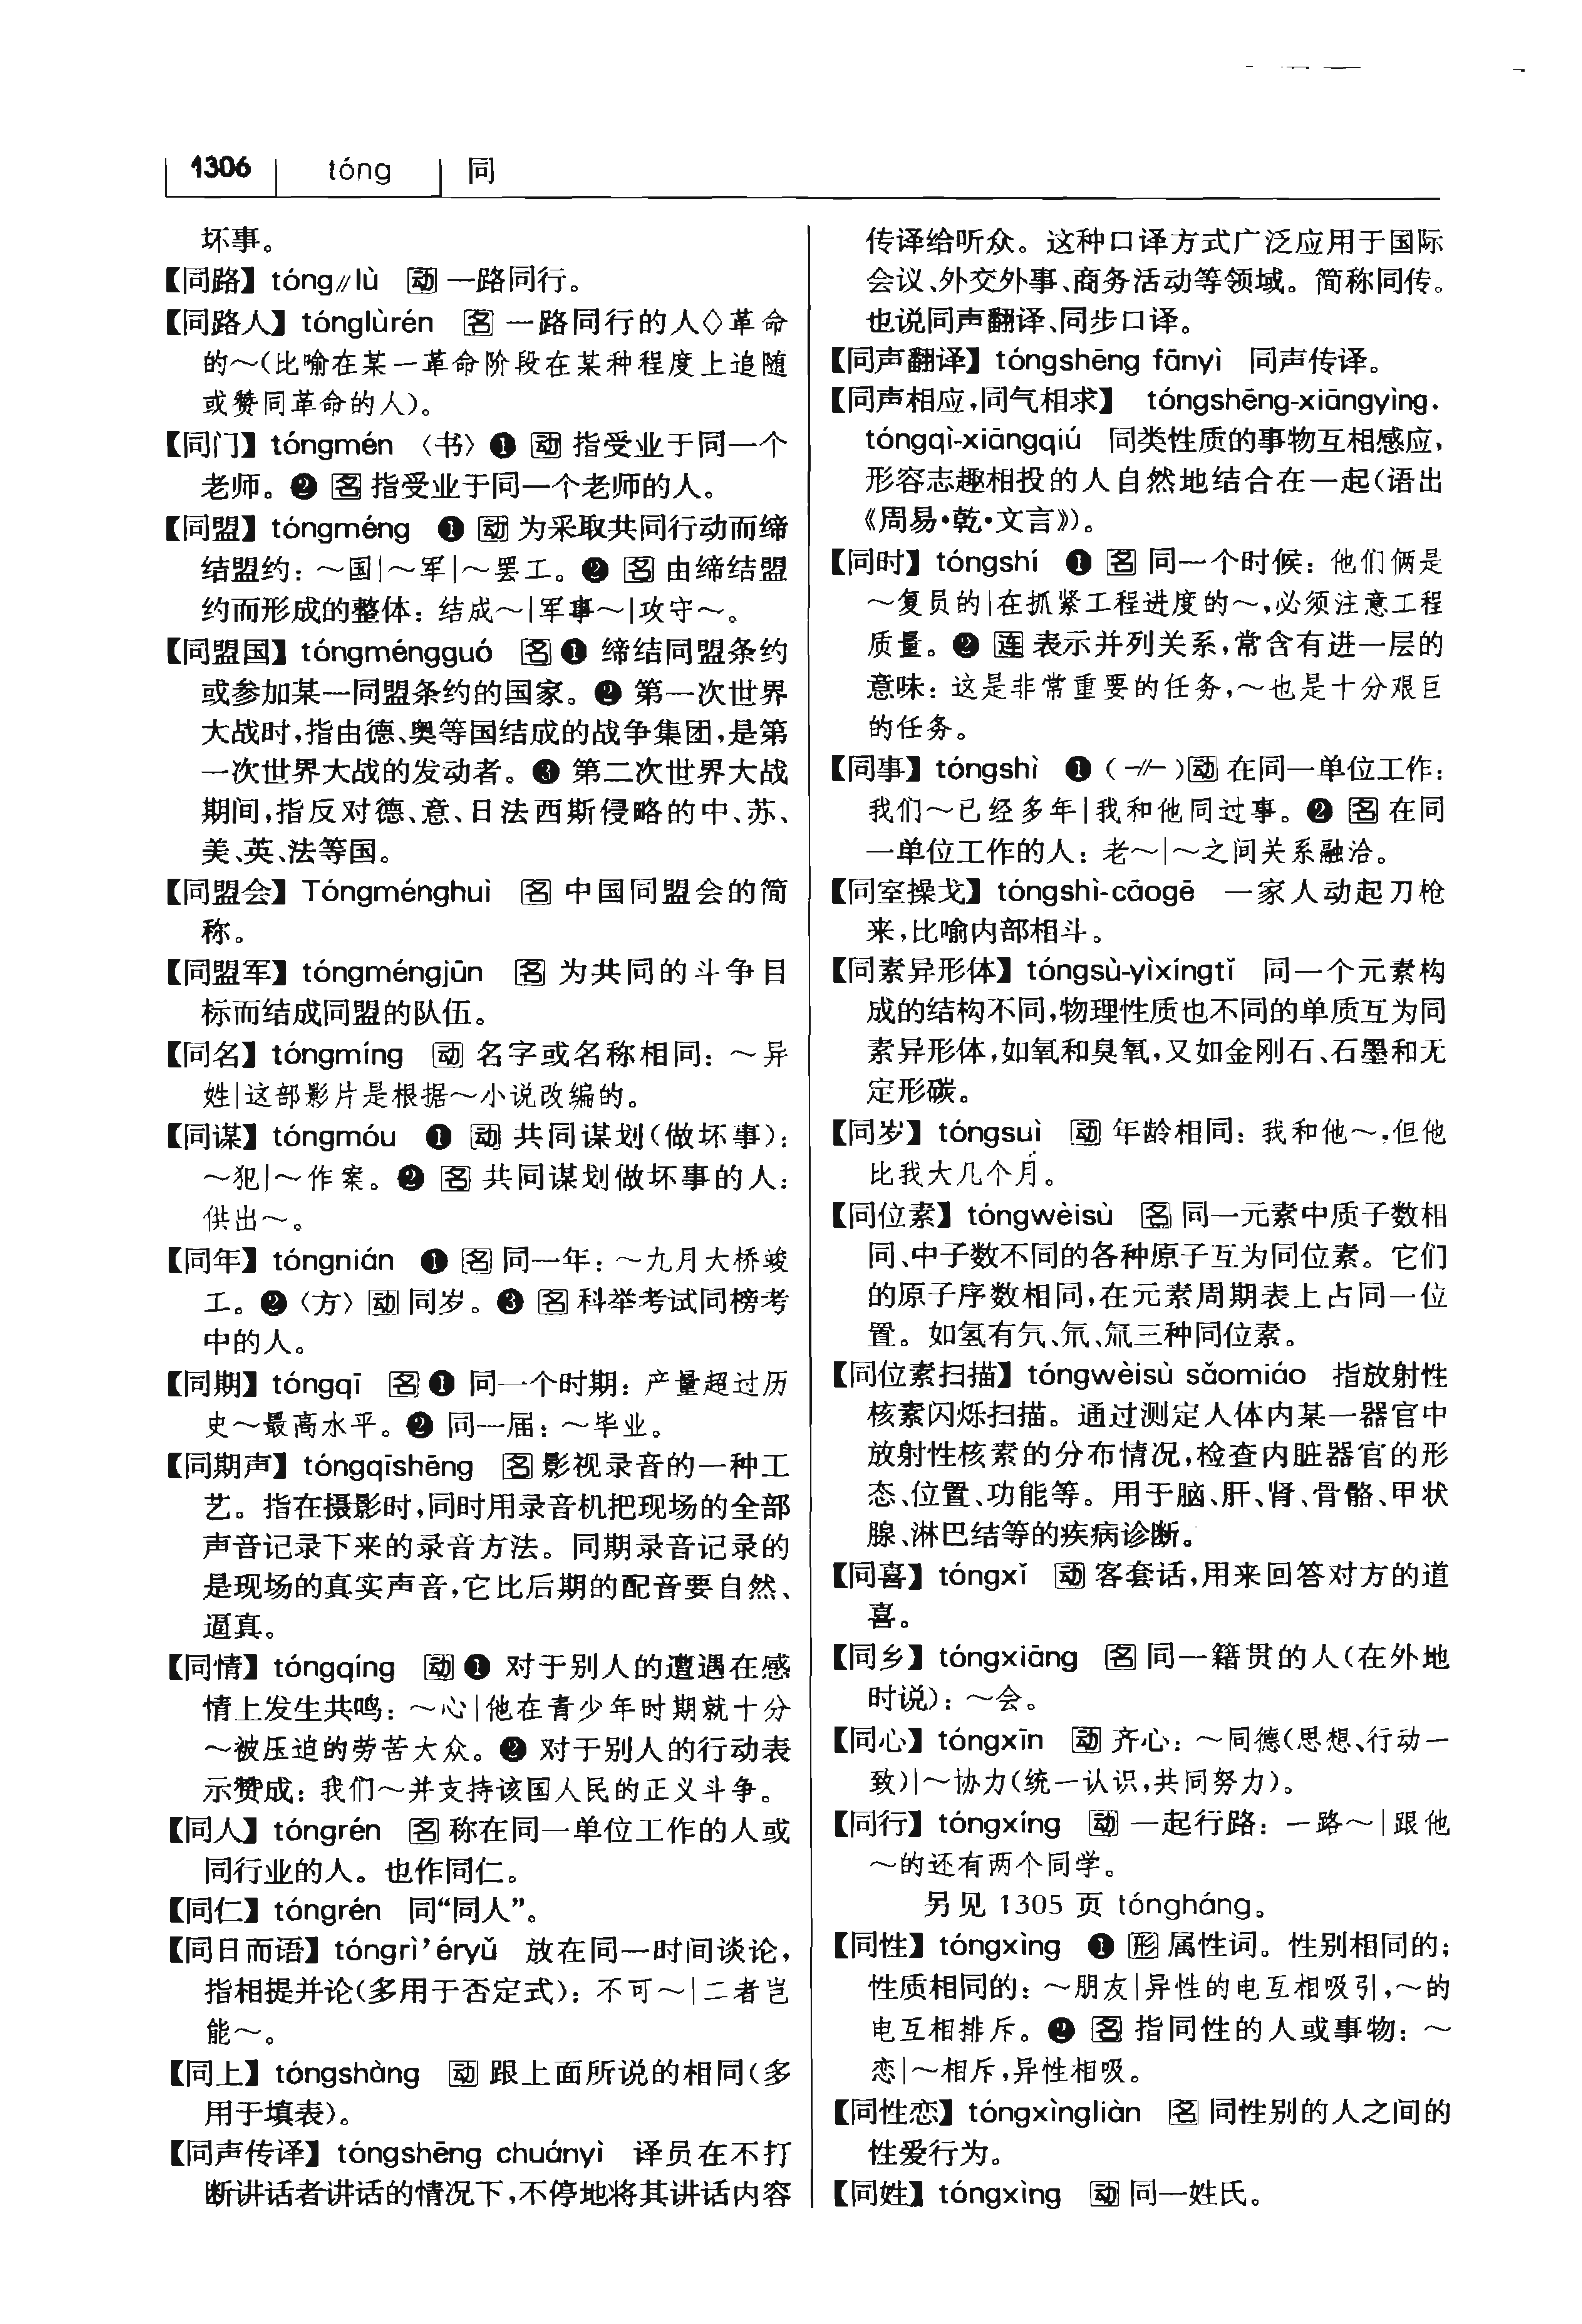 1306 tóng 同
坏事。
【同路】tóng∥lù 动 一路同行。
【同路人】tónglùrén 名 一路同行的人◇革命
的～(比喻在某一革命阶段在某种程度上追随
或赞同革命的人)。
【同门】tóngmén 〈书〉❶ 动 指受业于同一个
老师。❷ 名 指受业于同一个老师的人。
【同盟】tóngméng ❶ 动 为采取共同行动而缔
结盟约：～国|～军|～罢工。❷ 名 由缔结盟
约而形成的整体：结成～|军事～|攻守～。
【同盟国】tóngméngguó 名 ❶ 缔结同盟条约
或参加某一同盟条约的国家。❷ 第一次世界
大战时,指由德、奥等国结成的战争集团,是第
一次世界大战的发动者。❸ 第二次世界大战
期间,指反对德、意、日法西斯侵略的中、苏、
美、英、法等国。
【同盟会】Tóngménghuì 名 中国同盟会的简
称。
【同盟军】tóngméngjūn 名 为共同的斗争目
标而结成同盟的队伍。
【同名】tóngmíng 动 名字或名称相同：～异
姓|这部影片是根据～小说改编的。
【同谋】tóngmóu ❶ 动 共同谋划(做坏事)：
～犯|～作案。❷ 名 共同谋划做坏事的人：
供出～。
【同年】tóngnián ❶ 名 同一年：～九月大桥竣
工。❷〈方〉动 同岁。❸ 名 科举考试同榜考
中的人。
【同期】tóngqī 名 ❶ 同一个时期：产量超过历
史～最高水平。❷ 同一届：～毕业。
【同期声】tóngqīshēng 名 影视录音的一种工
艺。指在摄影时,同时用录音机把现场的全部
声音记录下来的录音方法。同期录音记录的
是现场的真实声音,它比后期的配音要自然、
逼真。
【同情】tóngqíng 动 ❶ 对于别人的遭遇在感
情上发生共鸣：～心|他在青少年时期就十分
～被压迫的劳苦大众。❷ 对于别人的行动表
示赞成：我们～并支持该国人民的正义斗争。
【同人】tóngrén 名 称在同一单位工作的人或
同行业的人。也作同仁。
【同仁】tóngrén 同“同人”。
【同日而语】tóngrì’éryǔ 放在同一时间谈论,
指相提并论(多用于否定式)：不可～|二者岂
能～。
【同上】tóngshàng 动 跟上面所说的相同(多
用于填表)。
【同声传译】tóngshēng chuányì 译员在不打
断讲话者讲话的情况下,不停地将其讲话内容
传译给听众。这种口译方式广泛应用于国际
会议、外交外事、商务活动等领域。简称同传。
也说同声翻译、同步口译。
【同声翻译】tóngshēng fānyì 同声传译。
【同声相应,同气相求】 tóngshēng-xiāngyìng,
tóngqì-xiāngqiú 同类性质的事物互相感应,
形容志趣相投的人自然地结合在一起(语出
《周易·乾·文言》)。
【同时】tóngshí ❶ 名 同一个时候：他们俩是
～复员的|在抓紧工程进度的～,必须注意工程
质量。❷ 连 表示并列关系,常含有进一层的
意味：这是非常重要的任务,～也是十分艰巨
的任务。
【同事】tóngshì ❶ (-∥-)动 在同一单位工作：
我们～已经多年|我和他同过事。❷ 名 在同
一单位工作的人：老～|～之间关系融洽。
【同室操戈】tóngshì-cāogē 一家人动起刀枪
来,比喻内部相斗。
【同素异形体】tóngsù-yìxíngtǐ 同一个元素构
成的结构不同,物理性质也不同的单质互为同
素异形体,如氧和臭氧,又如金刚石、石墨和无
定形碳。
【同岁】tóngsuì 动 年龄相同：我和他～,但他
比我大几个月。
【同位素】tóngwèisù 名 同一元素中质子数相
同、中子数不同的各种原子互为同位素。它们
的原子序数相同,在元素周期表上占同一位
置。如氢有氕、氘、氚三种同位素。
【同位素扫描】tóngwèisù sǎomiáo 指放射性
核素闪烁扫描。通过测定人体内某一器官中
放射性核素的分布情况,检查内脏器官的形
态、位置、功能等。用于脑、肝、肾、骨骼、甲状
腺、淋巴结等的疾病诊断。
【同喜】tóngxǐ 动 客套话,用来回答对方的道
喜。
【同乡】tóngxiāng 名 同一籍贯的人(在外地
时说)：～会。
【同心】tóngxīn 动 齐心：～同德(思想、行动一
致)|～协力(统一认识,共同努力)。
【同行】tóngxíng 动 一起行路：一路～|跟他
～的还有两个同学。
另见 1305 页 tóngháng。
【同性】tóngxìng ❶ 形 属性词。性别相同的;
性质相同的：～朋友|异性的电互相吸引,～的
电互相排斥。❷ 名 指同性的人或事物：～
恋|～相斥,异性相吸。
【同性恋】tóngxìngliàn 名 同性别的人之间的
性爱行为。
【同姓】tóngxìng 动 同一姓氏。